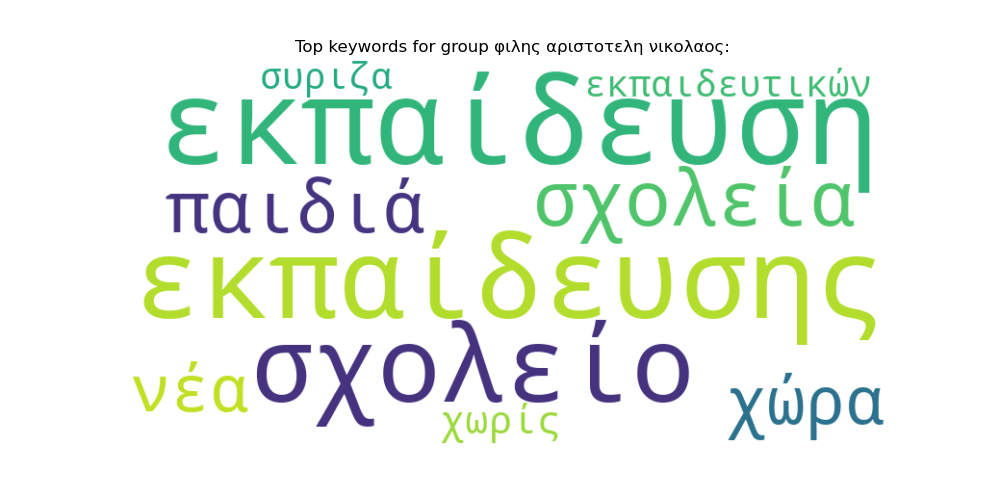 Top keywords for group φιλης αριστοτελη νικολαος:
συριζα εκπαιδευτικών
εκπαίδευση
παιδιά σχολεία
εκπαίδευσης
σχολείο
νέα χώρα
χωρίς